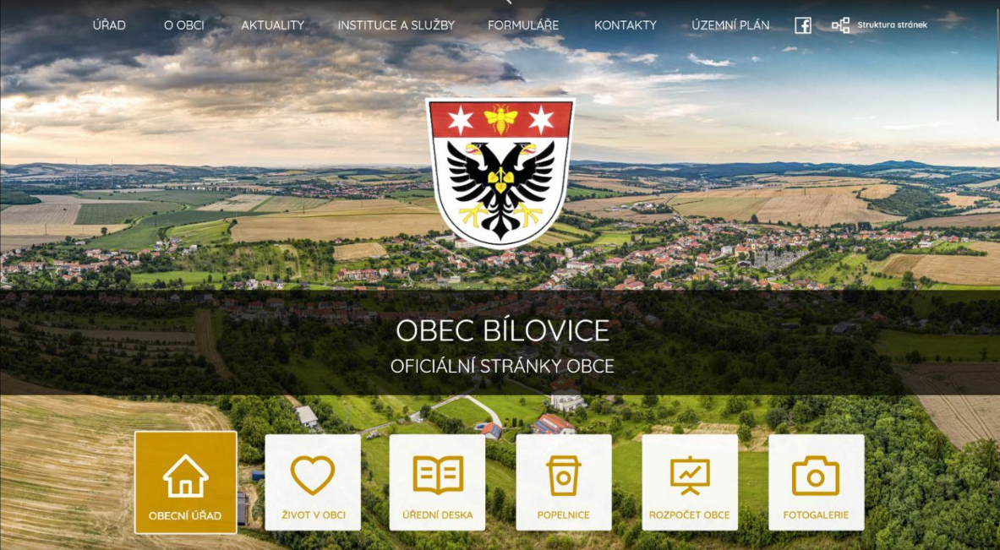 ÚŘAD
O OBCI
AKTUALITY
INSTITUCE A SLUŽBY
FORMULÁŘE
KONTAKTY
ÚZEMNÍ PLÁN
Struktura stránek
OBEC BÍLOVICE
OFICIÁLNÍ STRÁNKY OBCE
OBECNÍ ÚŘAD
ŽIVOT V OBCI
ÚŘEDNÍ DESKA
POPELNICE
ROZPOČET OBCE
FOTOGALERIE